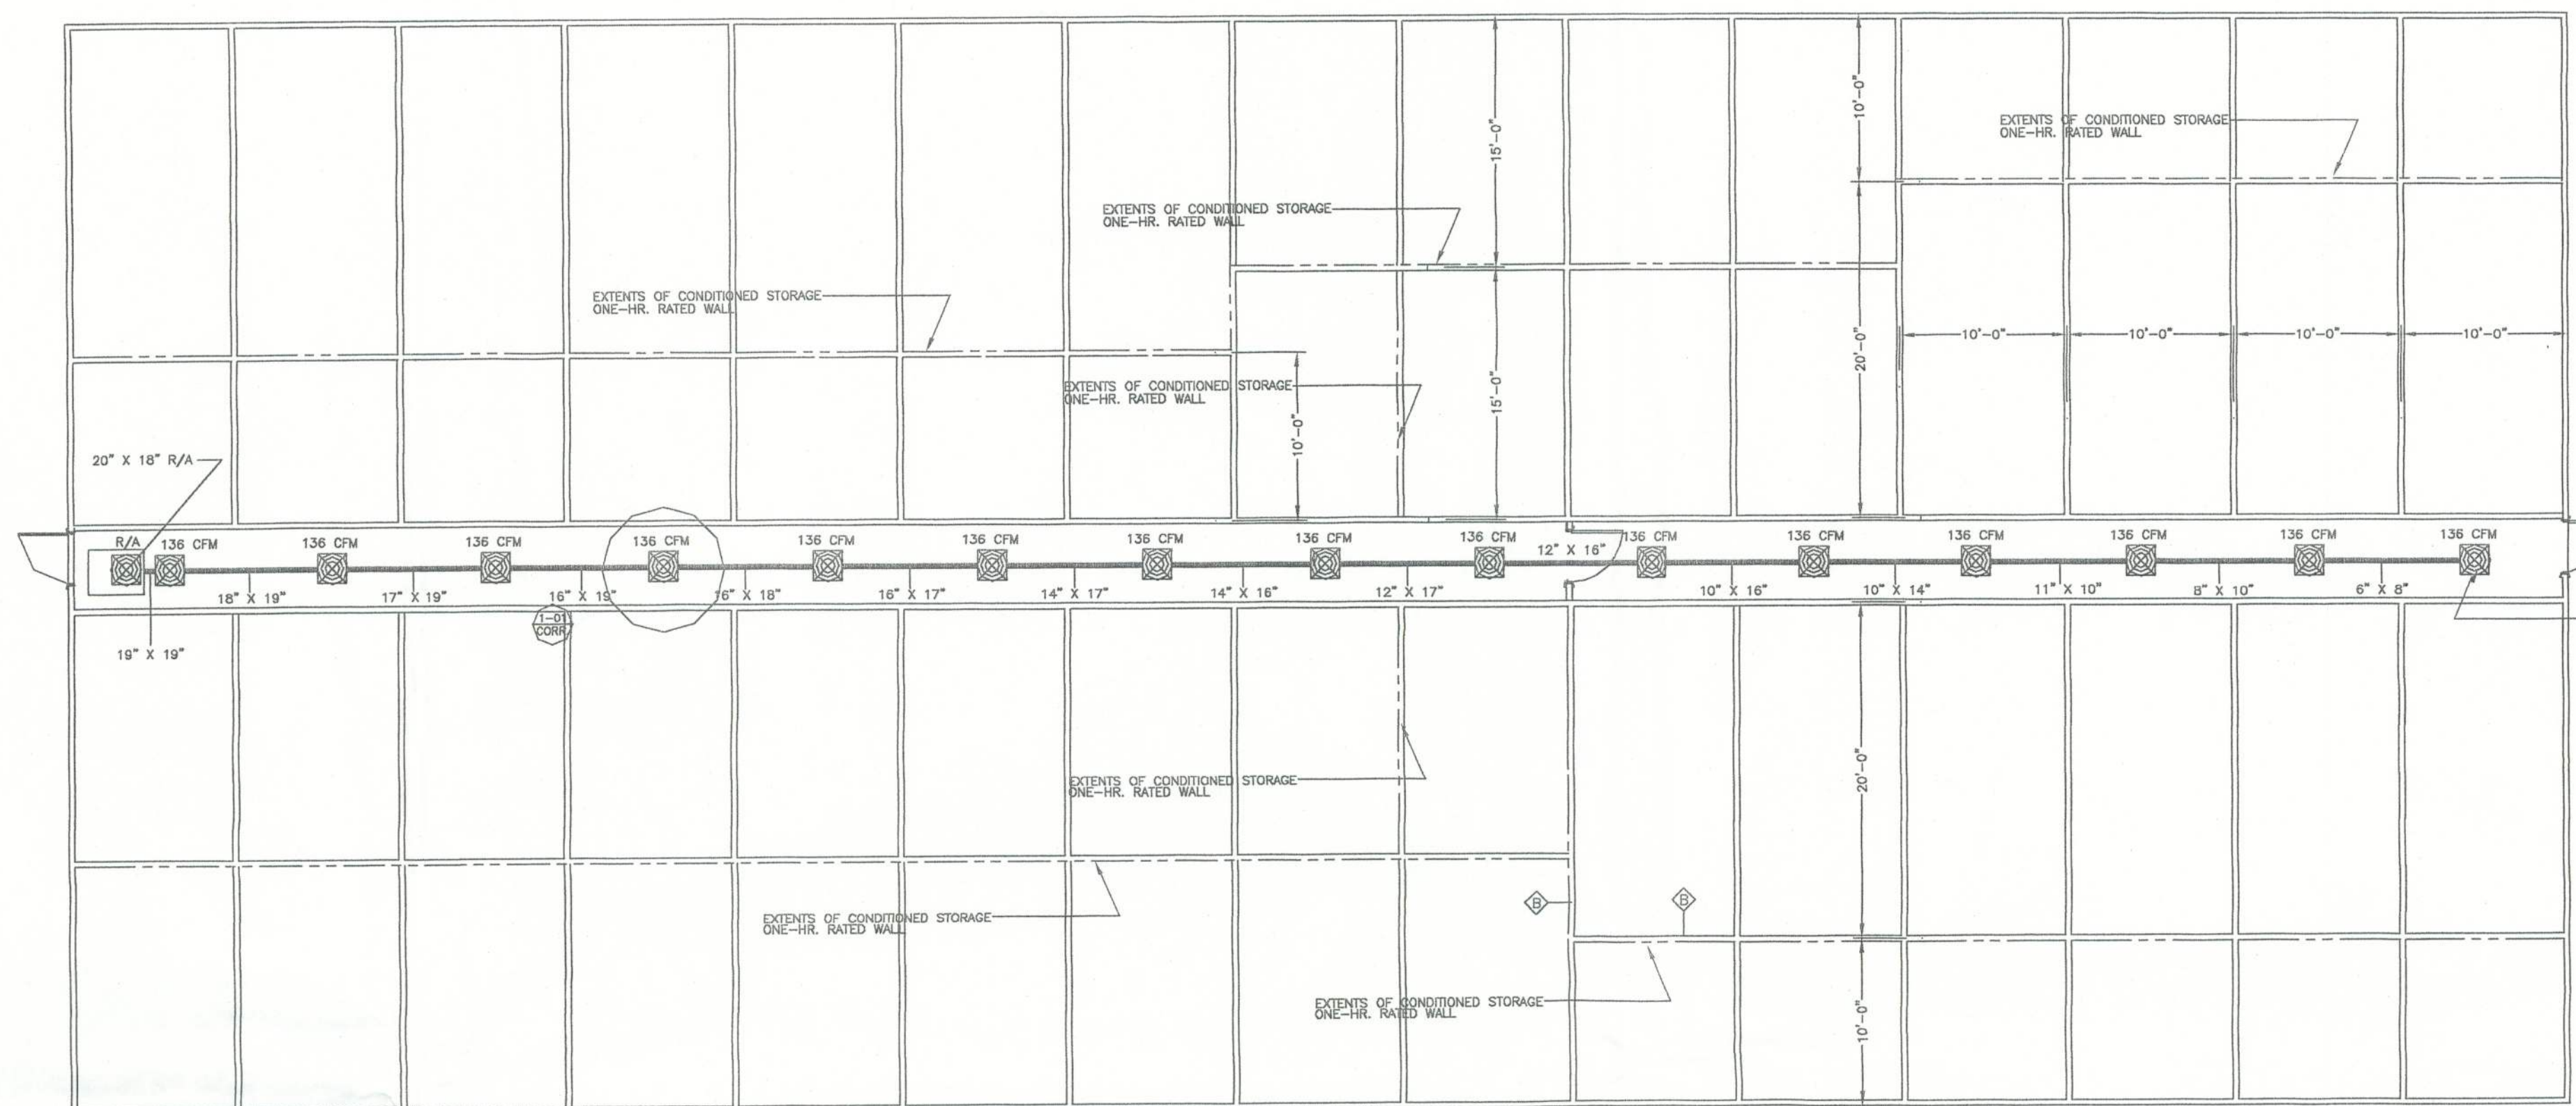 15'-0"
10'-0"
EXTENTS OF CONDITIONED STORAGE
ONE-HR. RATED WALL
EXTENTS OF CONDITIONED STORAGE
ONE-HR. RATED WALL
EXTENTS OF CONDITIONED STORAGE
ONE-HR. RATED WALL
20'-0"
10'-0" 10'-0" 10'-0" 10'-0"
EXTENTS OF CONDITIONED STORAGE
ONE-HR. RATED WALL
15'-0"
10'-0"
20" X 18" R/A
R/A 136 CFM 136 CFM 136 CFM 136 CFM 136 CFM 136 CFM 136 CFM 136 CFM 136 CFM 136 CFM 136 CFM 136 CFM 136 CFM 136 CFM 136 CFM
12" X 16"
18" X 19" 17" X 19" 16" X 19" 16" X 18" 16" X 17" 14" X 17" 14" X 16" 12" X 17" 10" X 16" 10" X 14" 11" X 10" 8" X 10" 6" X 8"
1-01
CORR
19" X 19"
20'-0"
EXTENTS OF CONDITIONED STORAGE
ONE-HR. RATED WALL
B B
EXTENTS OF CONDITIONED STORAGE
ONE-HR. RATED WALL
EXTENTS OF CONDITIONED STORAGE
ONE-HR. RATED WALL
10'-0"